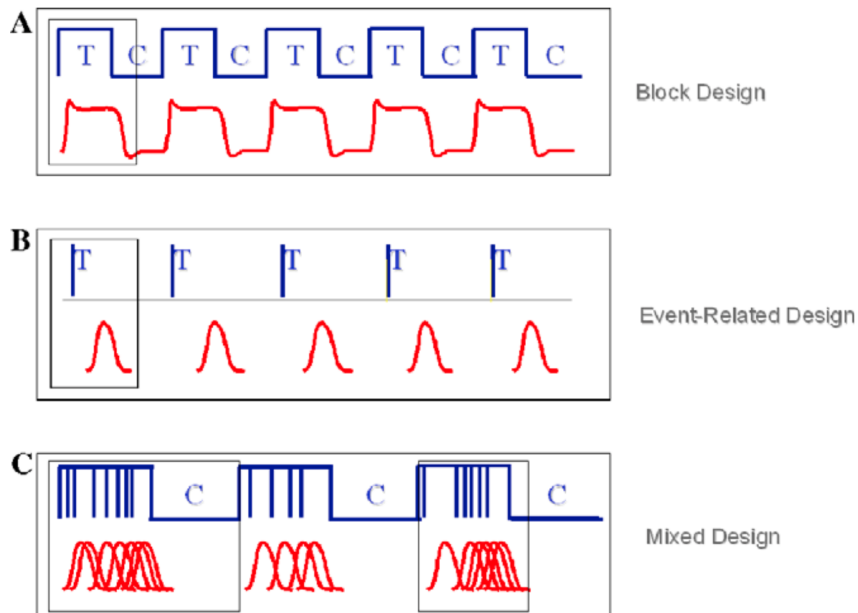 A
T C T C T C T C T C
Block Design
B
T T T T T
Event-Related Design
C
C C C
Mixed Design